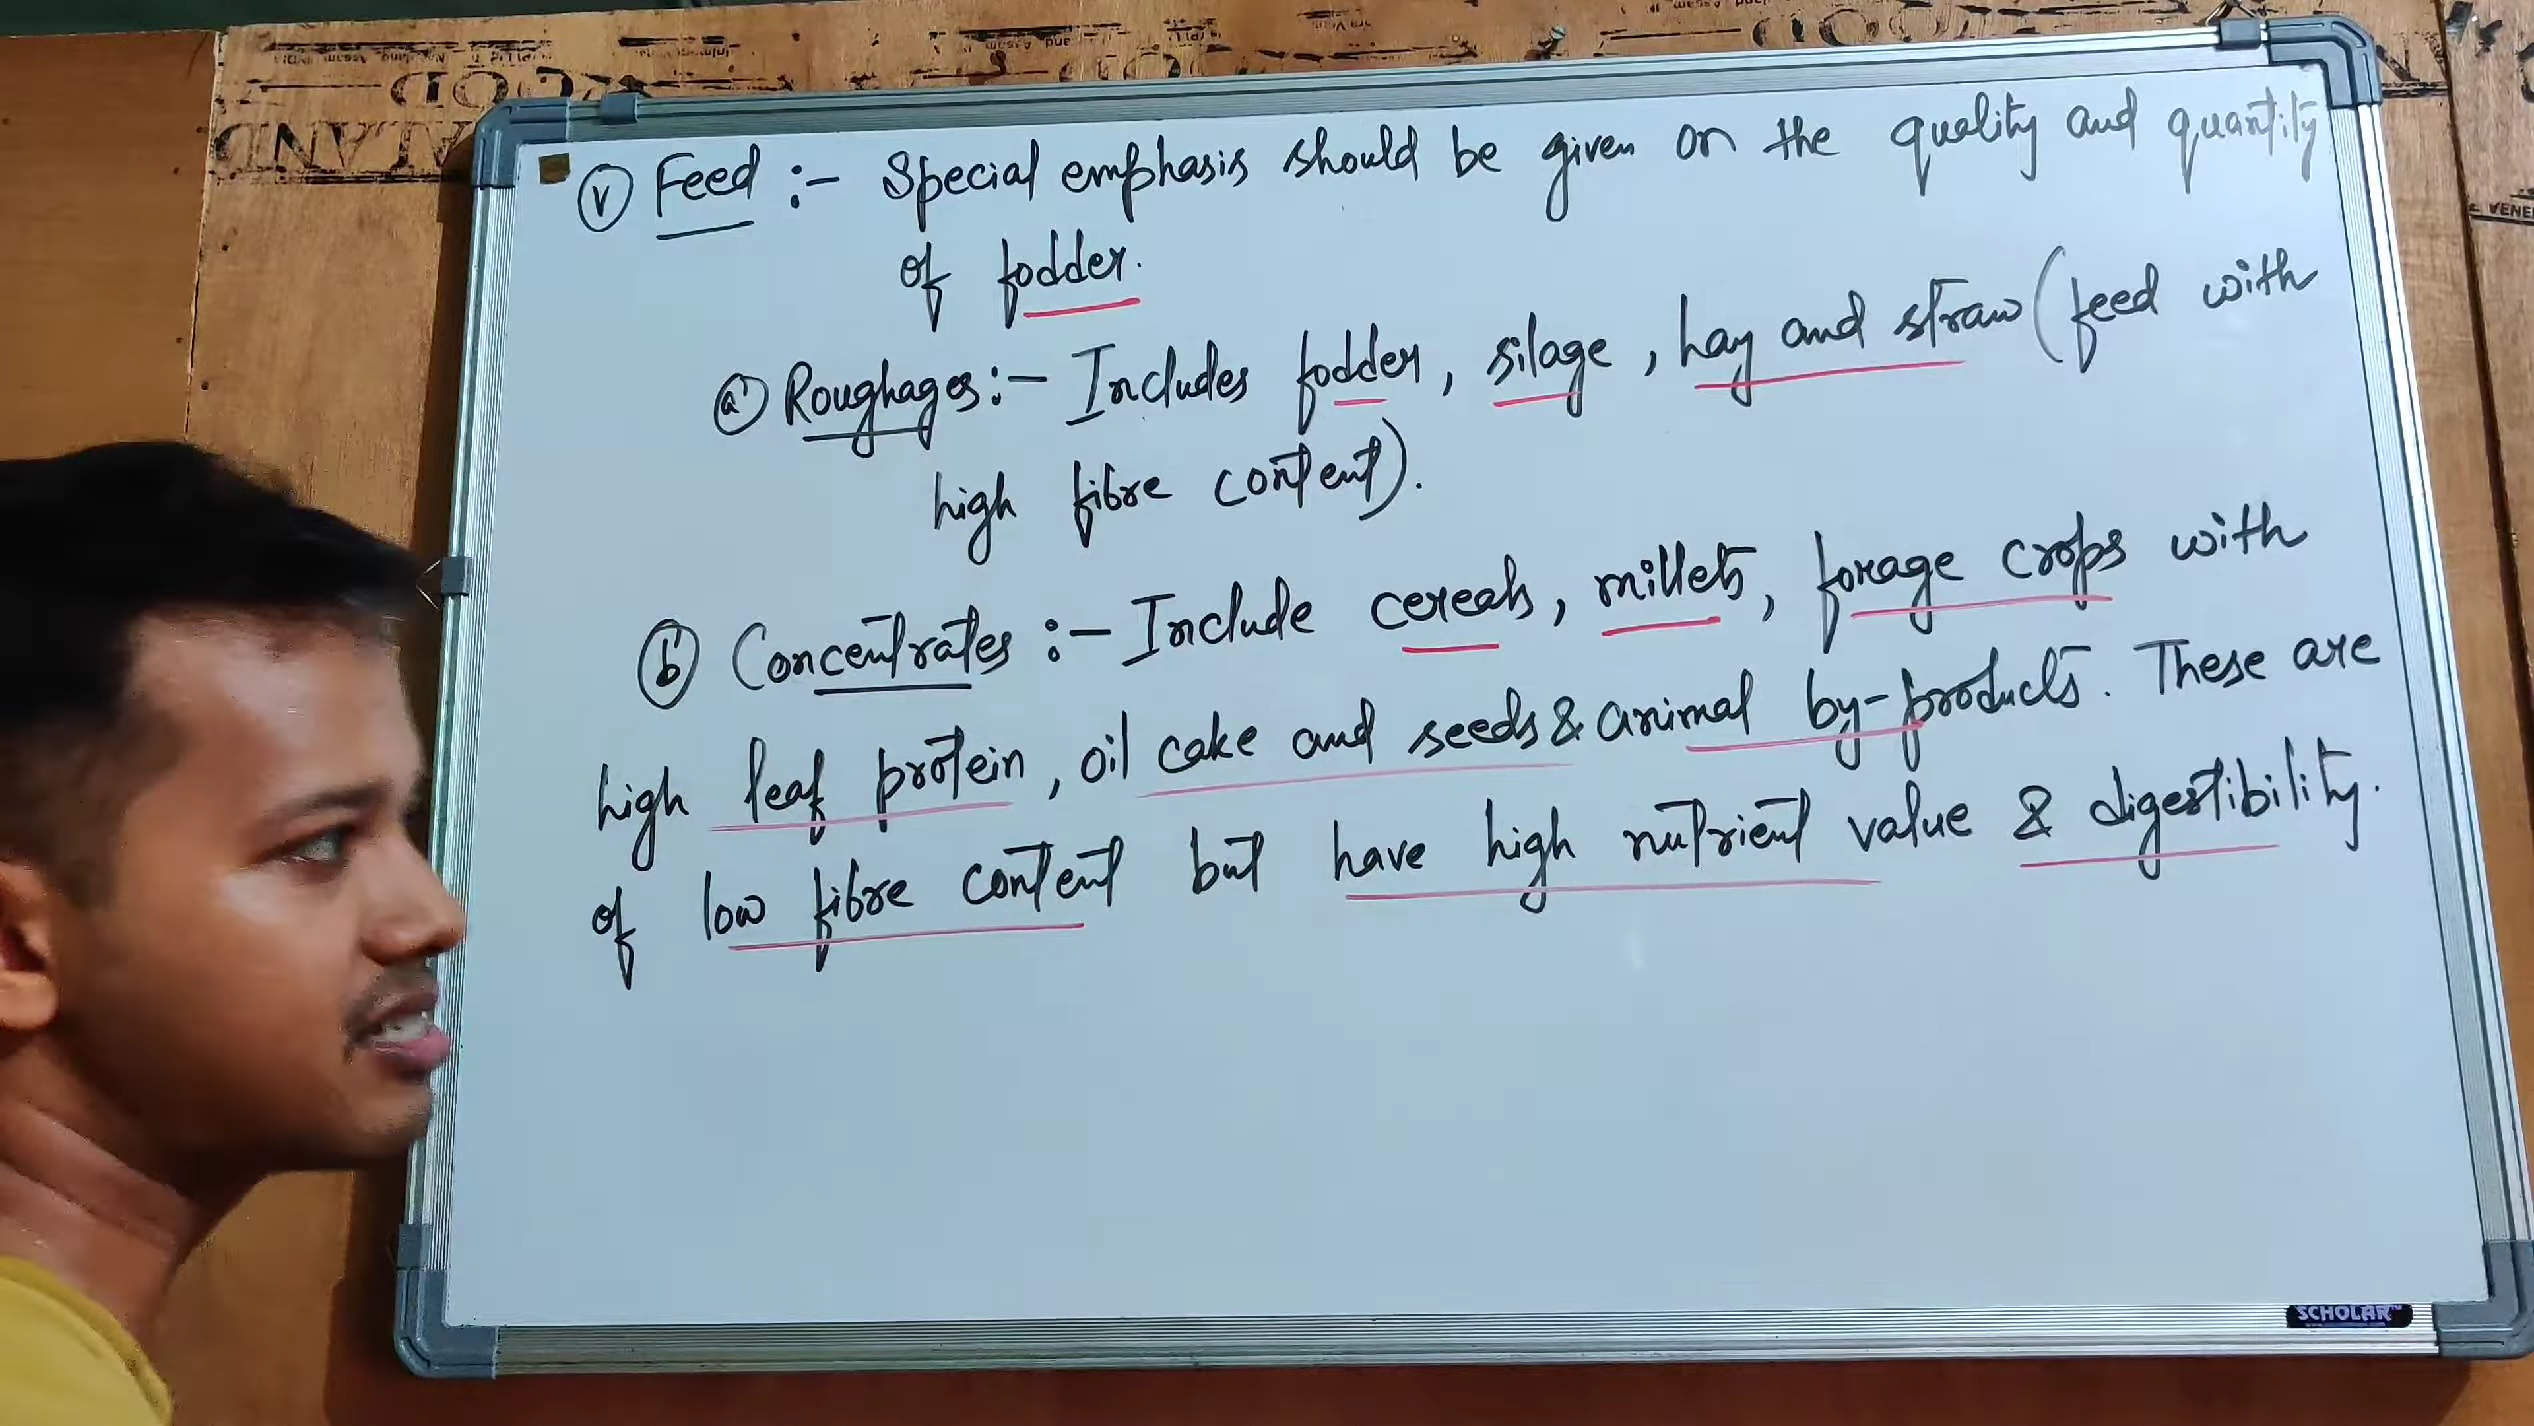 (v) Feed :- Special emphasis should be given on the quality and quantity
of fodder.
(a) Roughages :- Includes fodder, silage, hay and straw (feed with
high fibre content).
(b) Concentrates :- Include cereals, millets, forage crops with
high leaf protein, oil cake and seeds & animal by-products. These are
of low fibre content but have high nutrient value & digestibility.
SCHOLAR